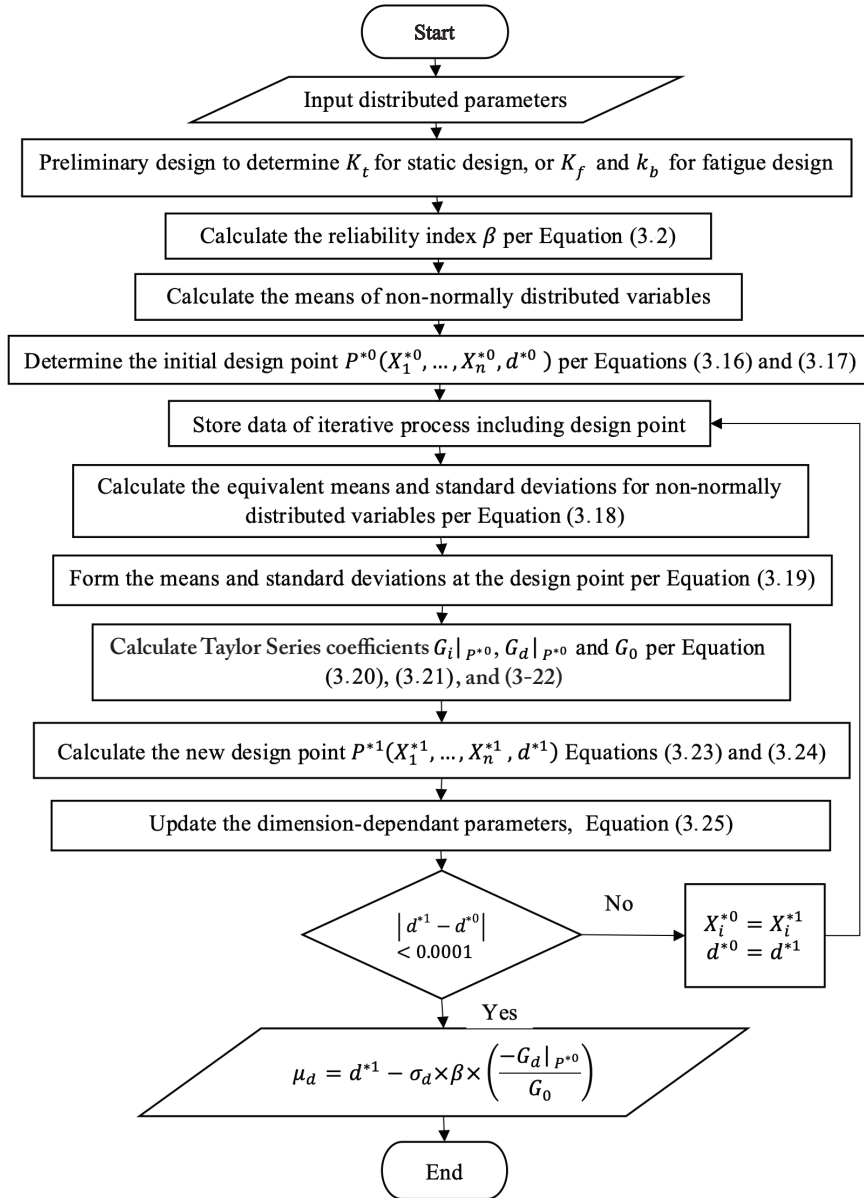 Start
Input distributed parameters
Preliminary design to determine K_t for static design, or K_f and k_b for fatigue design
Calculate the reliability index β per Equation (3.2)
Calculate the means of non-normally distributed variables
Determine the initial design point P^{*0}(X_1^{*0}, ..., X_n^{*0}, d^{*0} ) per Equations (3.16) and (3.17)
Store data of iterative process including design point
Calculate the equivalent means and standard deviations for non-normally
distributed variables per Equation (3.18)
Form the means and standard deviations at the design point per Equation (3.19)
Calculate Taylor Series coefficients G_i|_{P^{*0}}, G_d|_{P^{*0}} and G_0 per Equation
(3.20), (3.21), and (3-22)
Calculate the new design point P^{*1}(X_1^{*1}, ..., X_n^{*1}, d^{*1}) Equations (3.23) and (3.24)
Update the dimension-dependant parameters, Equation (3.25)
|d^{*1} − d^{*0}|
< 0.0001
No
X_i^{*0} = X_i^{*1}
d^{*0} = d^{*1}
Yes
μ_d = d^{*1} − σ_d×β×(−G_d|_{P^{*0}} / G_0)
End